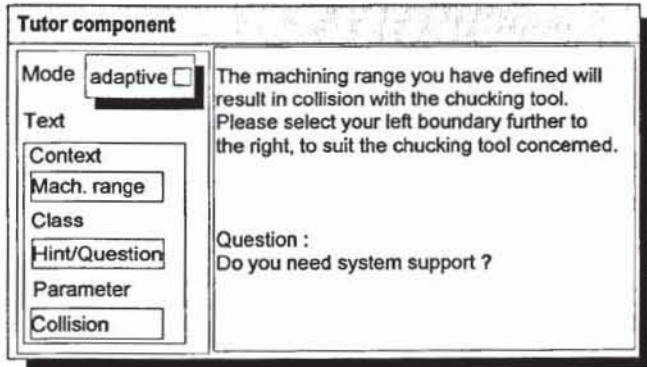 Tutor component
Mode adaptive
Text
Context
Mach. range
Class
Hint/Question
Parameter
Collision
The machining range you have defined will
result in collision with the chucking tool.
Please select your left boundary further to
the right, to suit the chucking tool concerned.
Question :
Do you need system support ?